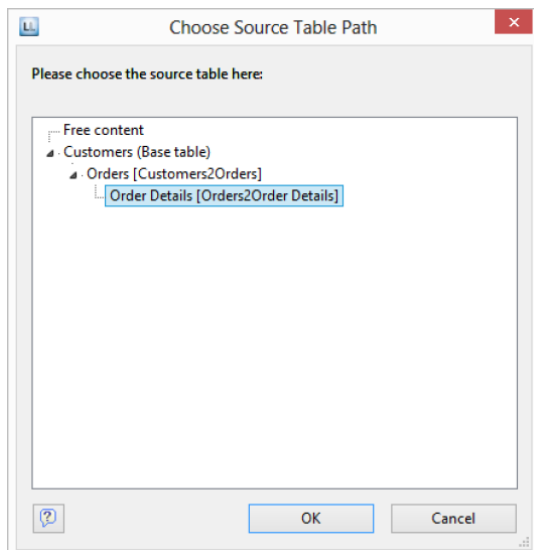 LL
Choose Source Table Path
Please choose the source table here:
Free content
Customers (Base table)
Orders [Customers2Orders]
Order Details [Orders2Order Details]
?
OK
Cancel